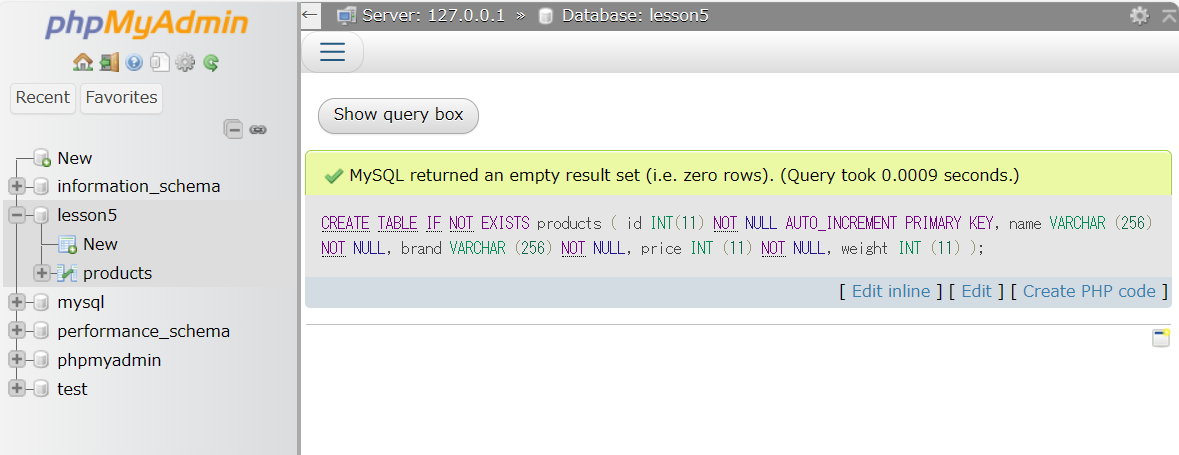 phpMyAdmin
Recent Favorites
New
information_schema
lesson5
New
products
mysql
performance_schema
phpmyadmin
test
← Server: 127.0.0.1 » Database: lesson5
Show query box
MySQL returned an empty result set (i.e. zero rows). (Query took 0.0009 seconds.)
CREATE TABLE IF NOT EXISTS products ( id INT(11) NOT NULL AUTO_INCREMENT PRIMARY KEY, name VARCHAR (256)
NOT NULL, brand VARCHAR (256) NOT NULL, price INT (11) NOT NULL, weight INT (11) );
[ Edit inline ] [ Edit ] [ Create PHP code ]